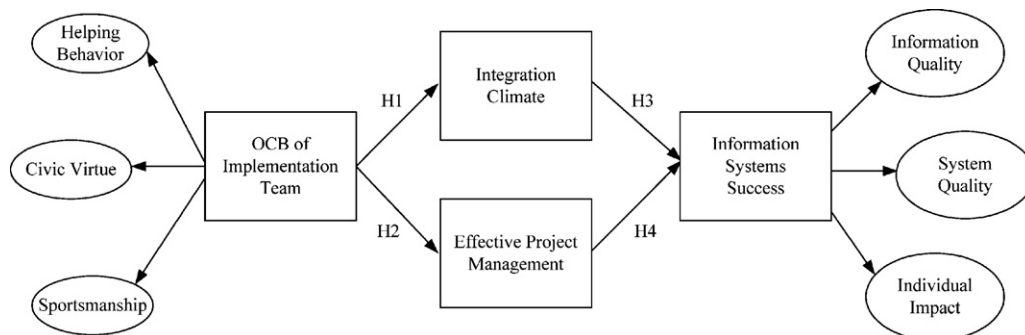 Helping
Behavior
Civic Virtue
Sportsmanship
OCB of
Implementation
Team
H1
H2
Integration
Climate
Effective Project
Management
H3
H4
Information
Systems
Success
Information
Quality
System
Quality
Individual
Impact